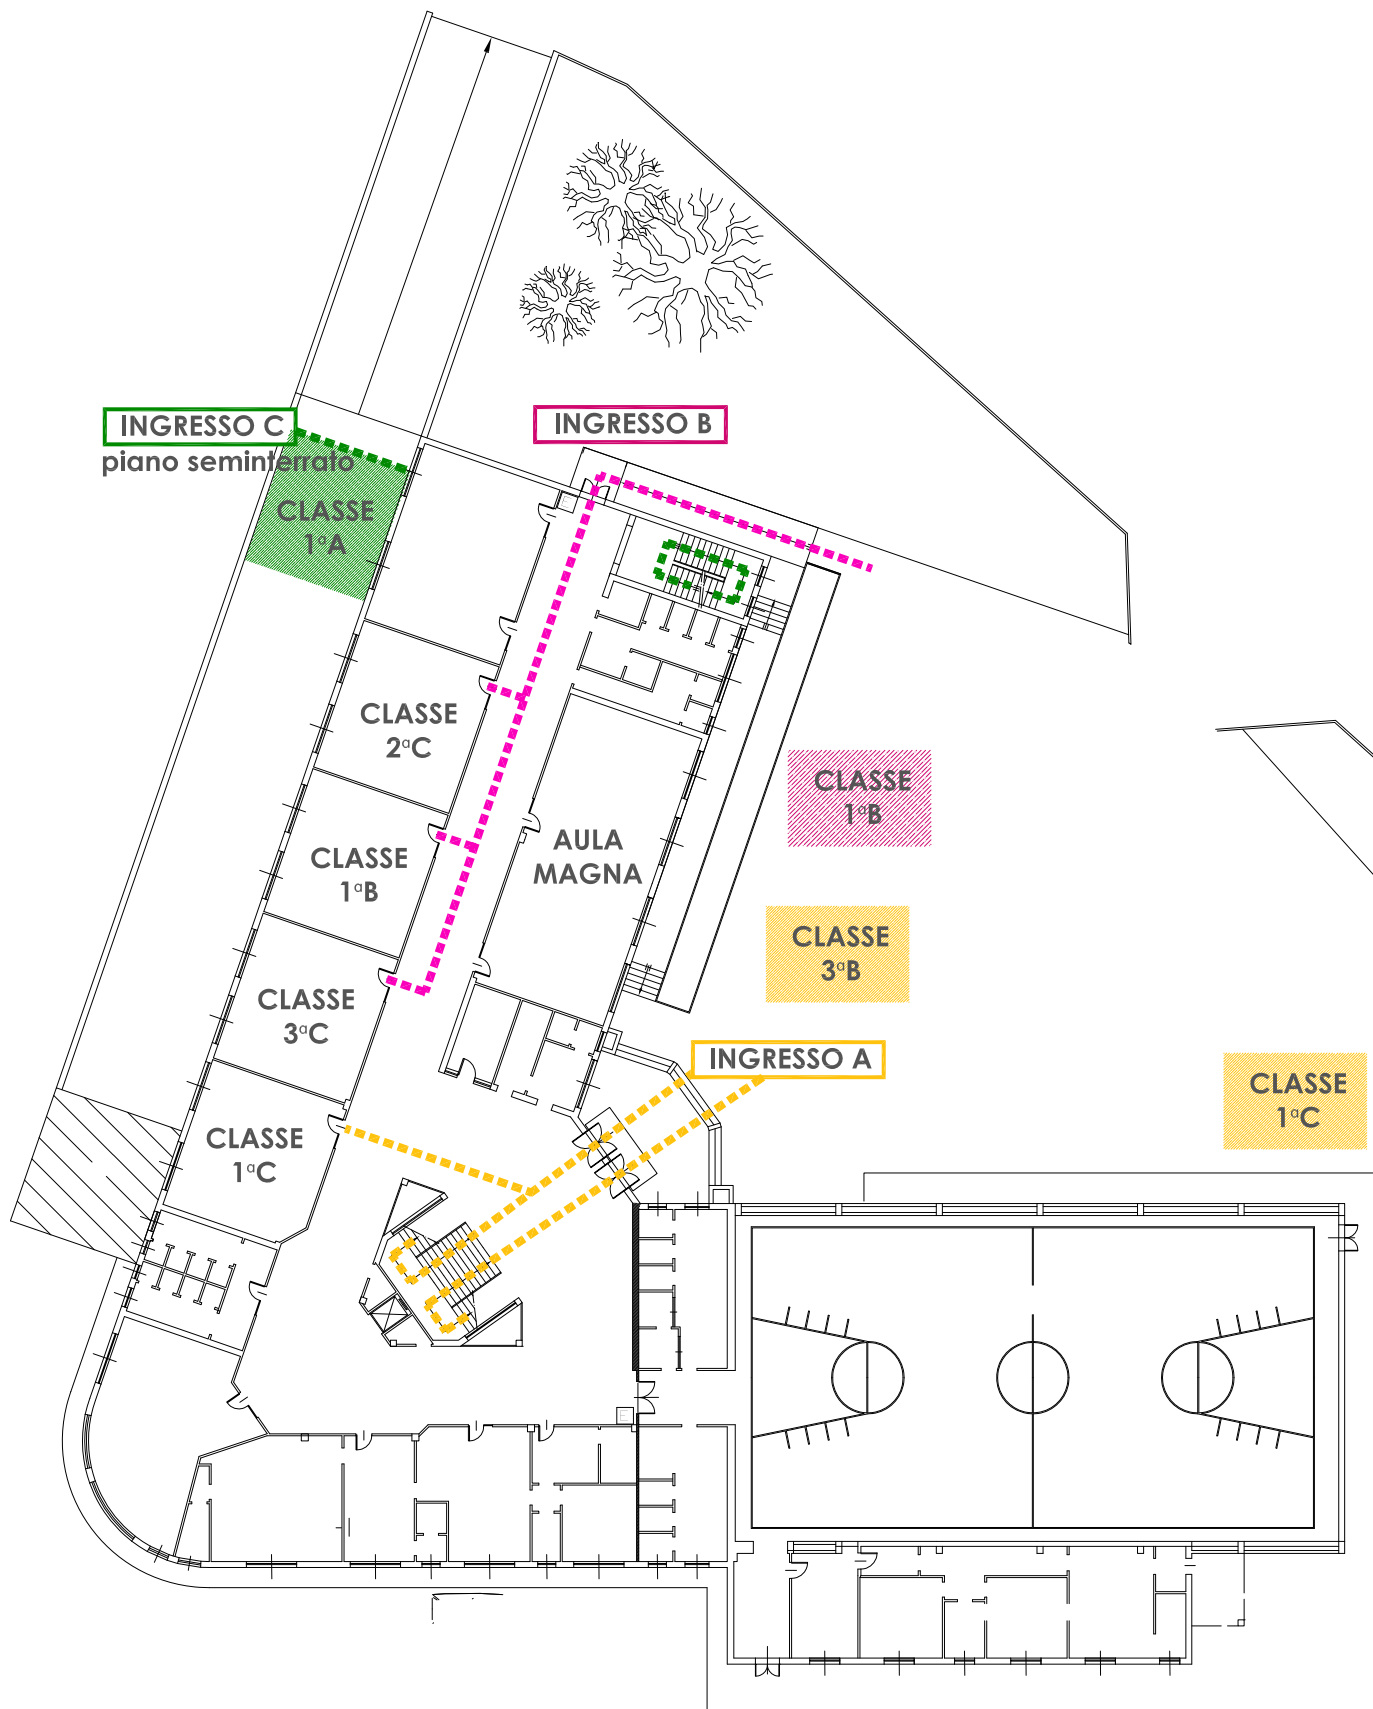 INGRESSO C
piano seminterrato
CLASSE
1ªA
INGRESSO B
E
CLASSE
2ªC
CLASSE
1ªB
AULA
MAGNA
CLASSE
1ªB
CLASSE
3ªB
CLASSE
3ªC
INGRESSO A
CLASSE
1ªC
CLASSE
1ªC
E